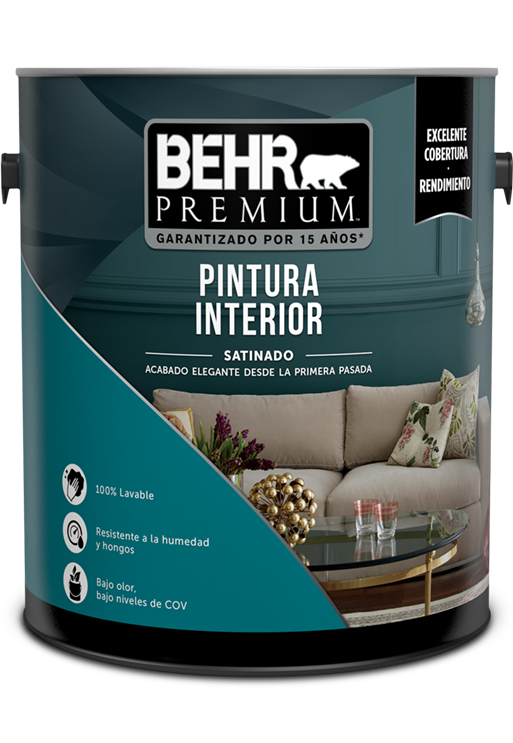 EXCELENTE
COBERTURA
·
RENDIMIENTO
BEHR
PREMIUM™
GARANTIZADO POR 15 AÑOS*
PINTURA
INTERIOR
SATINADO
ACABADO ELEGANTE DESDE LA PRIMERA PASADA
100% Lavable
Resistente a la humedad
y hongos
Bajo olor,
bajo niveles de COV